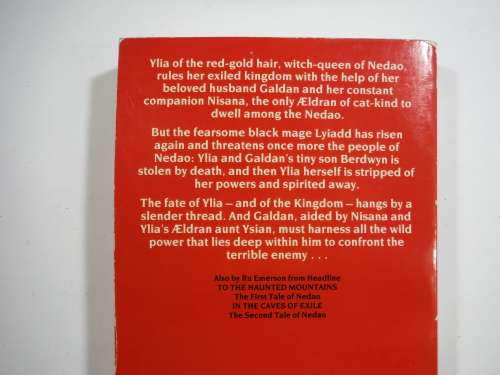 Ylia of the red-gold hair, witch-queen of Nedao,
rules her exiled kingdom with the help of her
beloved husband Galdan and her constant
companion Nisana, the only Ældran of cat-kind to
dwell among the Nedao.
But the fearsome black mage Lyiadd has risen
again and threatens once more the people of
Nedao: Ylia and Galdan's tiny son Berdwyn is
stolen by death, and then Ylia herself is stripped of
her powers and spirited away.
The fate of Ylia – and of the Kingdom – hangs by a
slender thread. And Galdan, aided by Nisana and
Ylia's Ældran aunt Ysian, must harness all the wild
power that lies deep within him to confront the
terrible enemy . . .
Also by Ru Emerson from Headline
TO THE HAUNTED MOUNTAINS
The First Tale of Nedao
IN THE CAVES OF EXILE
The Second Tale of Nedao